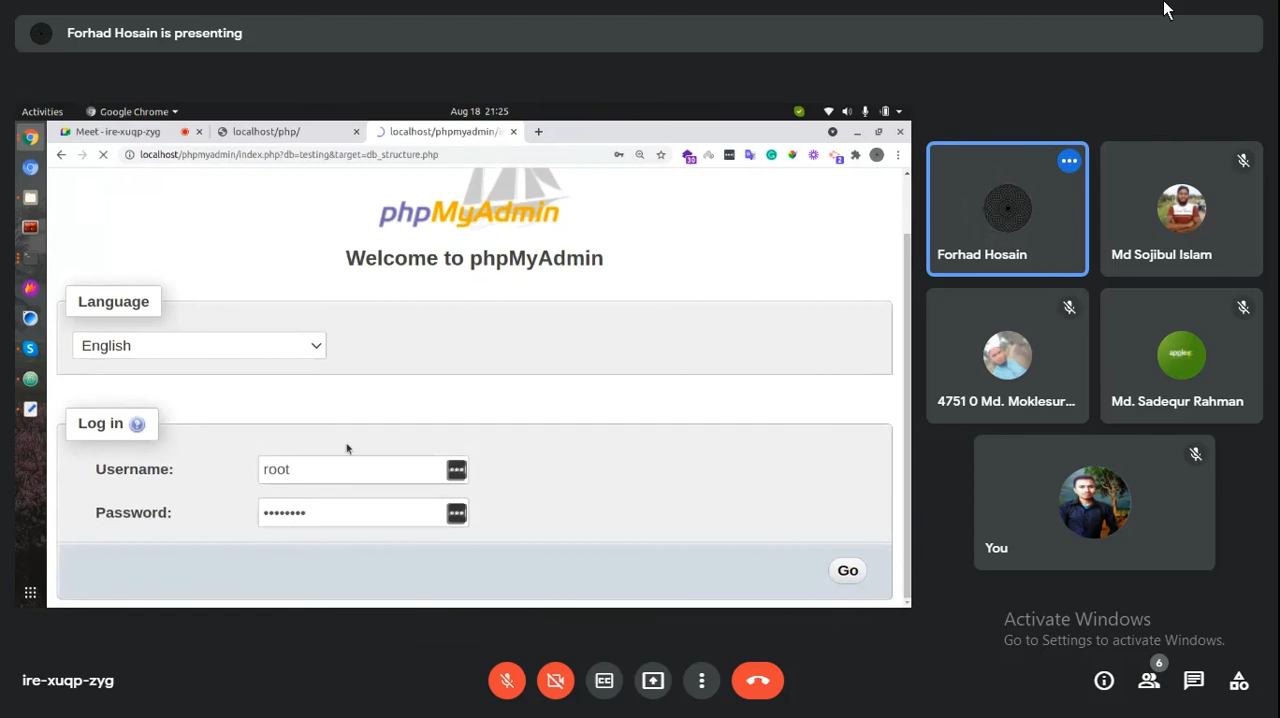 Forhad Hosain is presenting
Activities Google Chrome Aug 18 21:25
Meet - ire-xuqp-zyg localhost/php/ localhost/phpmyadmin/i
localhost/phpmyadmin/index.php?db=testing&target=db_structure.php
30
2
phpMyAdmin
Welcome to phpMyAdmin
Language
English
Log in
Username: root
Password: ••••••••
Go
Forhad Hosain
Md Sojibul Islam
4751 0 Md. Moklesur...
apples
Md. Sadequr Rahman
You
Activate Windows
Go to Settings to activate Windows.
ire-xuqp-zyg
6